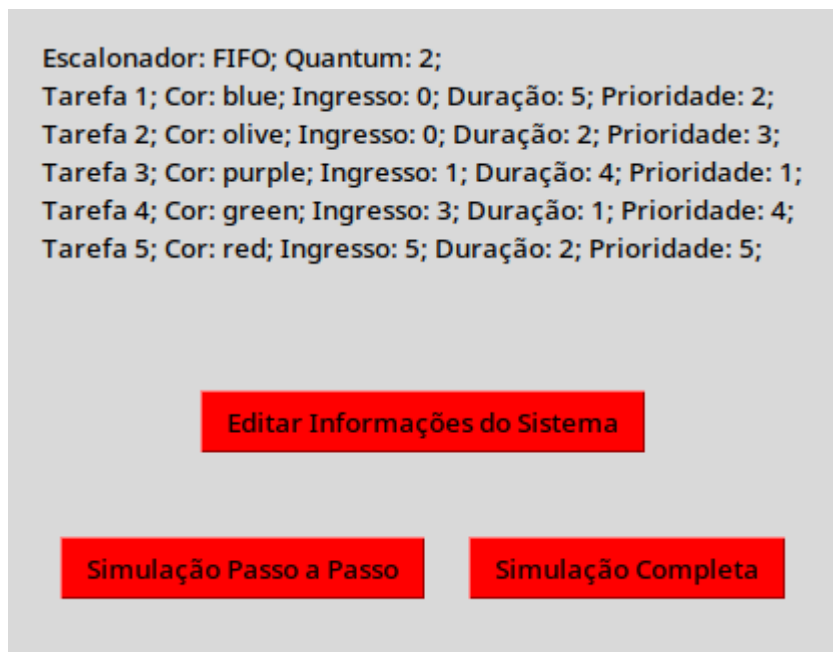 Escalonador: FIFO; Quantum: 2;
Tarefa 1; Cor: blue; Ingresso: 0; Duração: 5; Prioridade: 2;
Tarefa 2; Cor: olive; Ingresso: 0; Duração: 2; Prioridade: 3;
Tarefa 3; Cor: purple; Ingresso: 1; Duração: 4; Prioridade: 1;
Tarefa 4; Cor: green; Ingresso: 3; Duração: 1; Prioridade: 4;
Tarefa 5; Cor: red; Ingresso: 5; Duração: 2; Prioridade: 5;
Editar Informações do Sistema
Simulação Passo a Passo
Simulação Completa